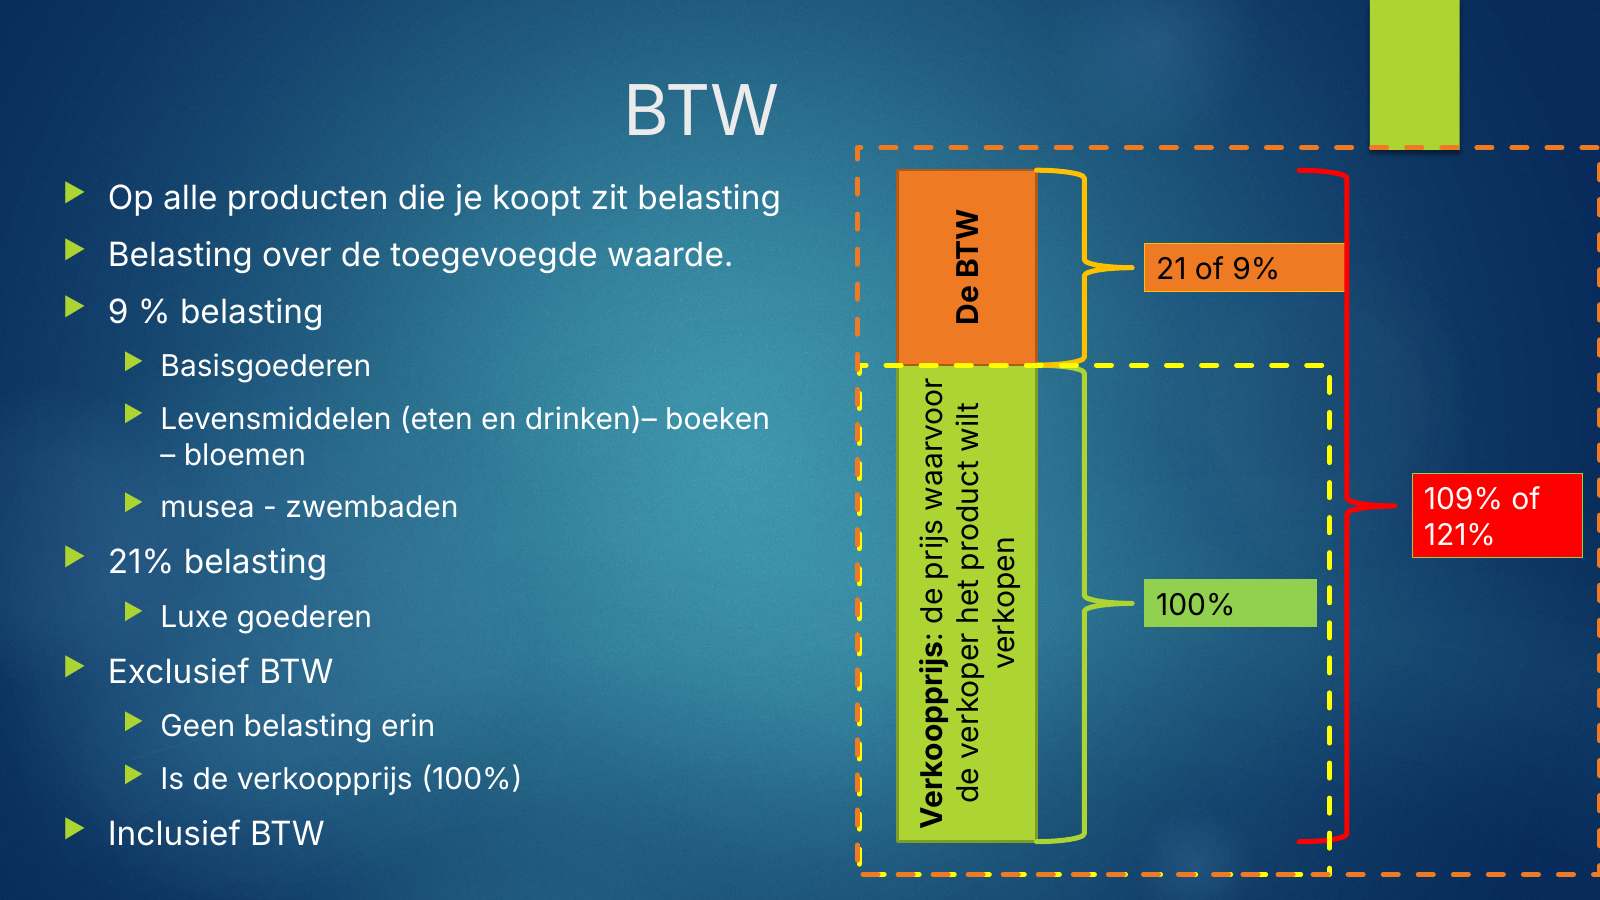 BTW
Op alle producten die je koopt zit belasting
Belasting over de toegevoegde waarde.
9 % belasting
Basisgoederen
Levensmiddelen (eten en drinken)– boeken
– bloemen
musea - zwembaden
21% belasting
Luxe goederen
Exclusief BTW
Geen belasting erin
Is de verkoopprijs (100%)
Inclusief BTW
De BTW
21 of 9%
Verkoopprijs: de prijs waarvoor
de verkoper het product wilt
verkopen
100%
109% of
121%